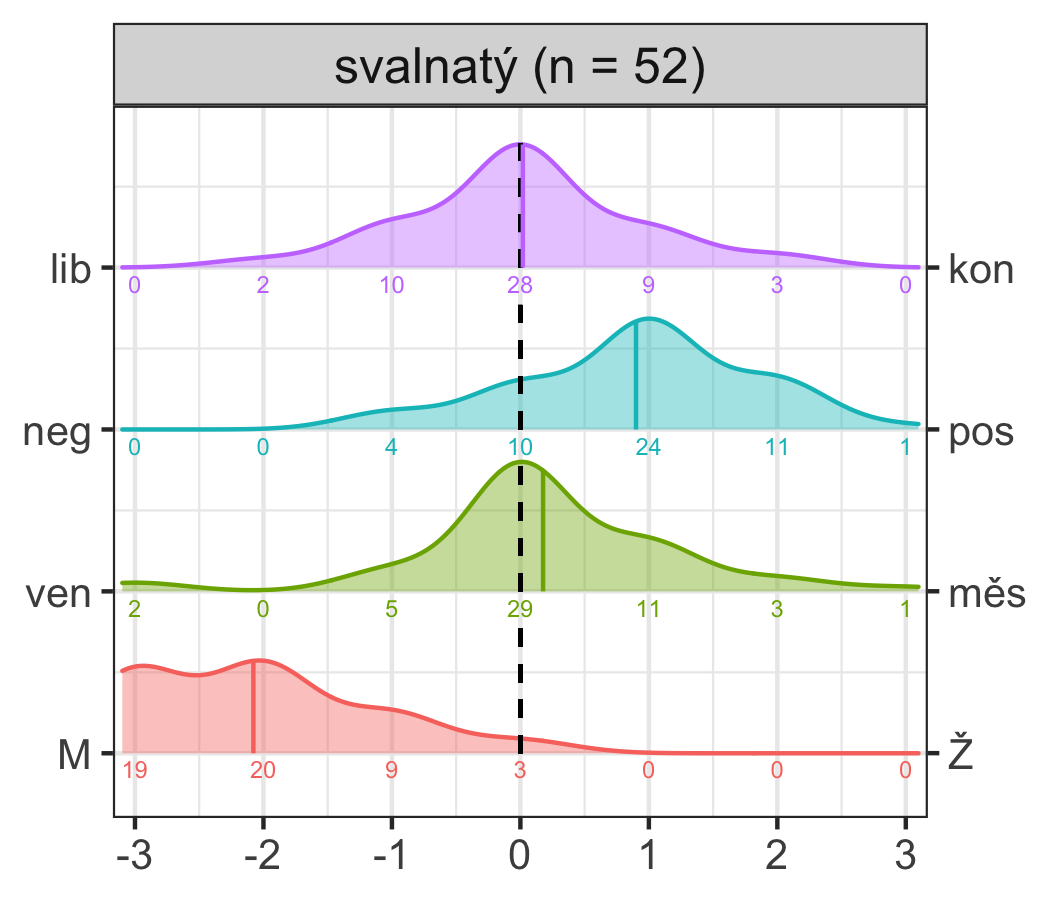 svalnatý (n = 52)
lib kon
0 2 10 28 9 3 0
neg pos
0 0 4 10 24 11 1
ven měs
2 0 5 29 11 3 1
M Ž
19 20 9 3 0 0 0
-3 -2 -1 0 1 2 3